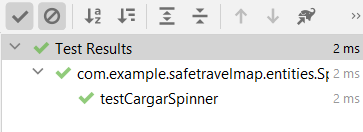 Test Results 2 ms
com.example.safetravelmap.entities.Sp 2 ms
testCargarSpinner 2 ms